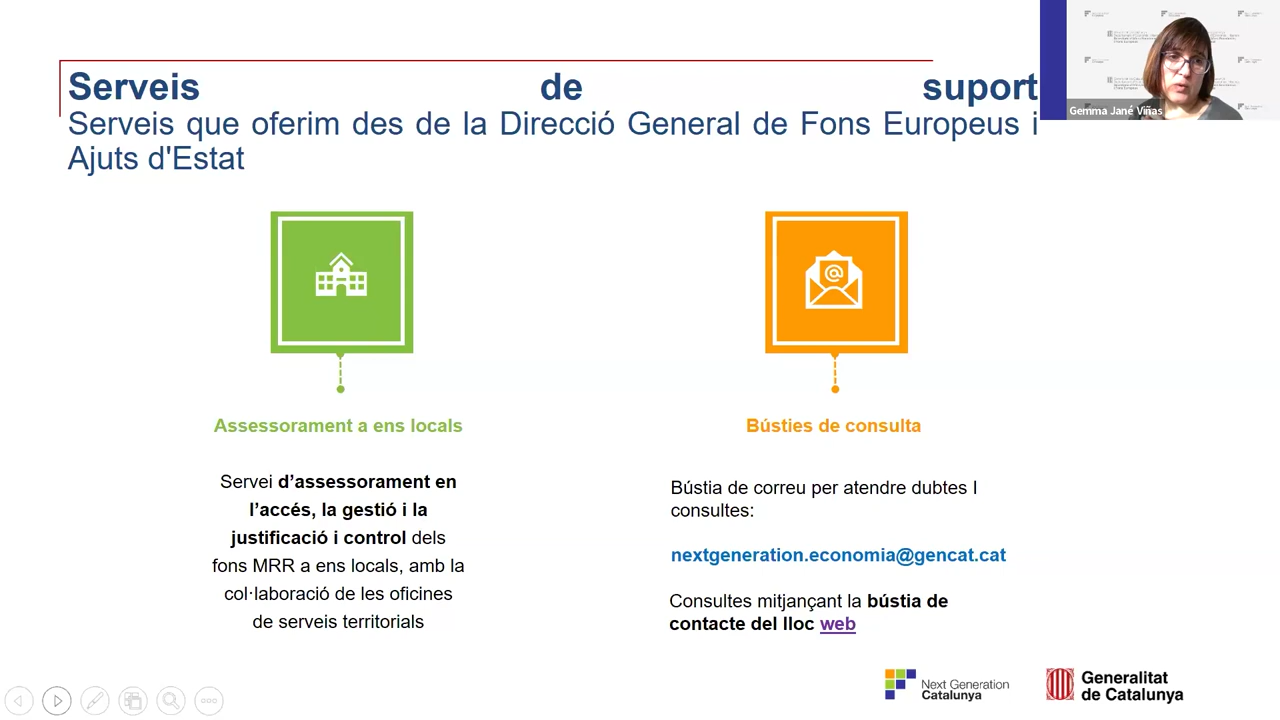 Serveis de suport
Serveis que oferim des de la Direcció General de Fons Europeus i
Ajuts d'Estat
Gemma Jané Viñas
Assessorament a ens locals
Servei d’assessorament en
l’accés, la gestió i la
justificació i control dels
fons MRR a ens locals, amb la
col·laboració de les oficines
de serveis territorials
@
Bústies de consulta
Bústia de correu per atendre dubtes I
consultes:
nextgeneration.economia@gencat.cat
Consultes mitjançant la bústia de
contacte del lloc web
Next Generation
Catalunya
Generalitat
de Catalunya